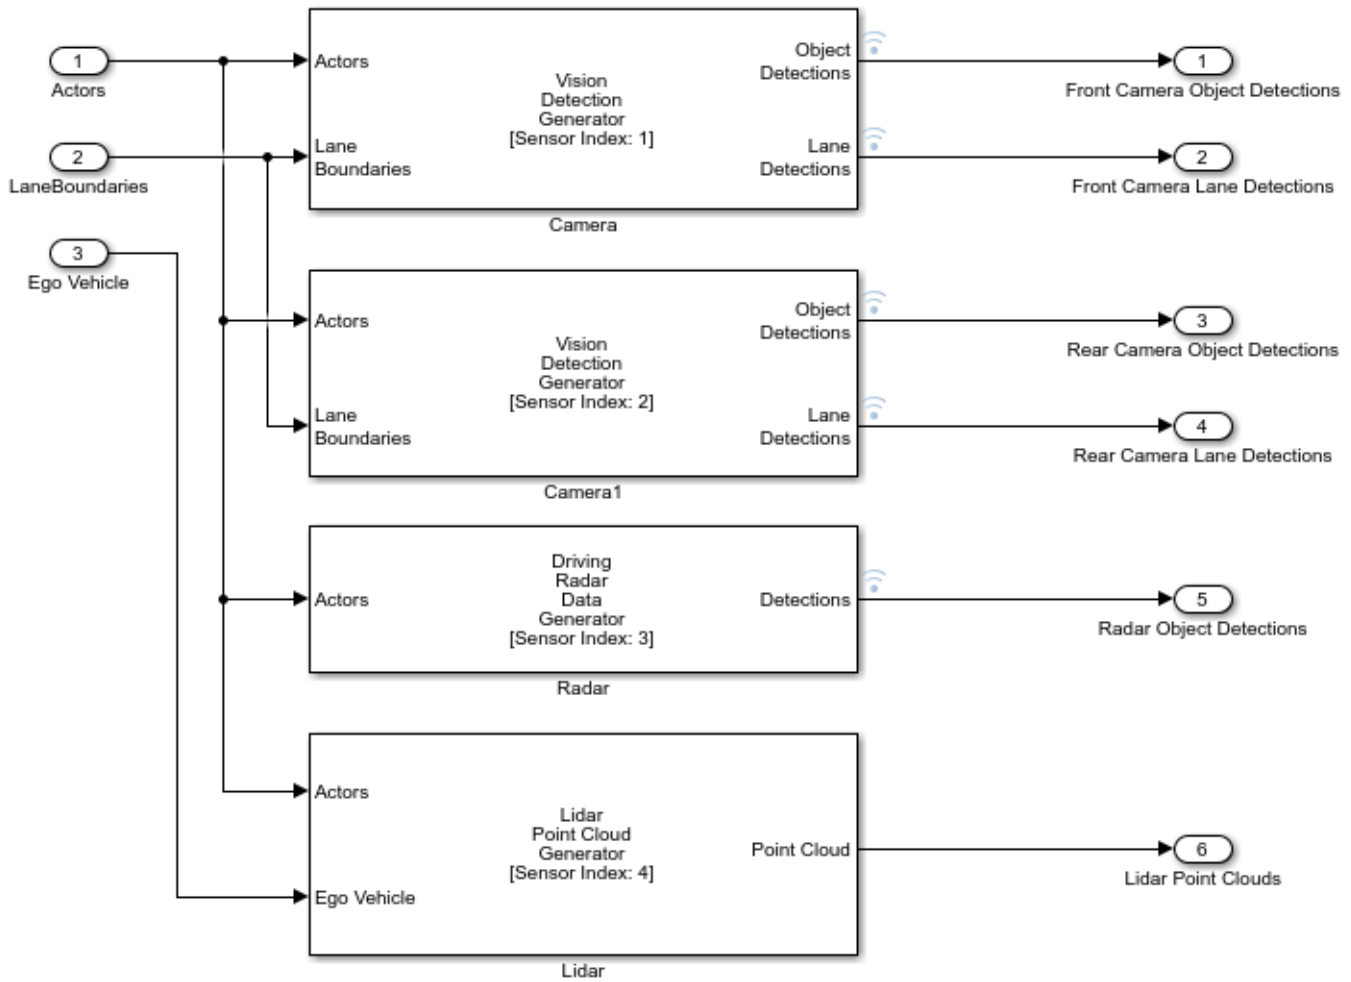 1
Actors
2
LaneBoundaries
3
Ego Vehicle
Actors
Lane
Boundaries
Vision
Detection
Generator
[Sensor Index: 1]
Object
Detections
Lane
Detections
Camera
1
Front Camera Object Detections
2
Front Camera Lane Detections
Actors
Lane
Boundaries
Vision
Detection
Generator
[Sensor Index: 2]
Object
Detections
Lane
Detections
Camera1
3
Rear Camera Object Detections
4
Rear Camera Lane Detections
Actors
Driving
Radar
Data
Generator
[Sensor Index: 3]
Detections
Radar
5
Radar Object Detections
Actors
Ego Vehicle
Lidar
Point Cloud
Generator
[Sensor Index: 4]
Point Cloud
Lidar
6
Lidar Point Clouds